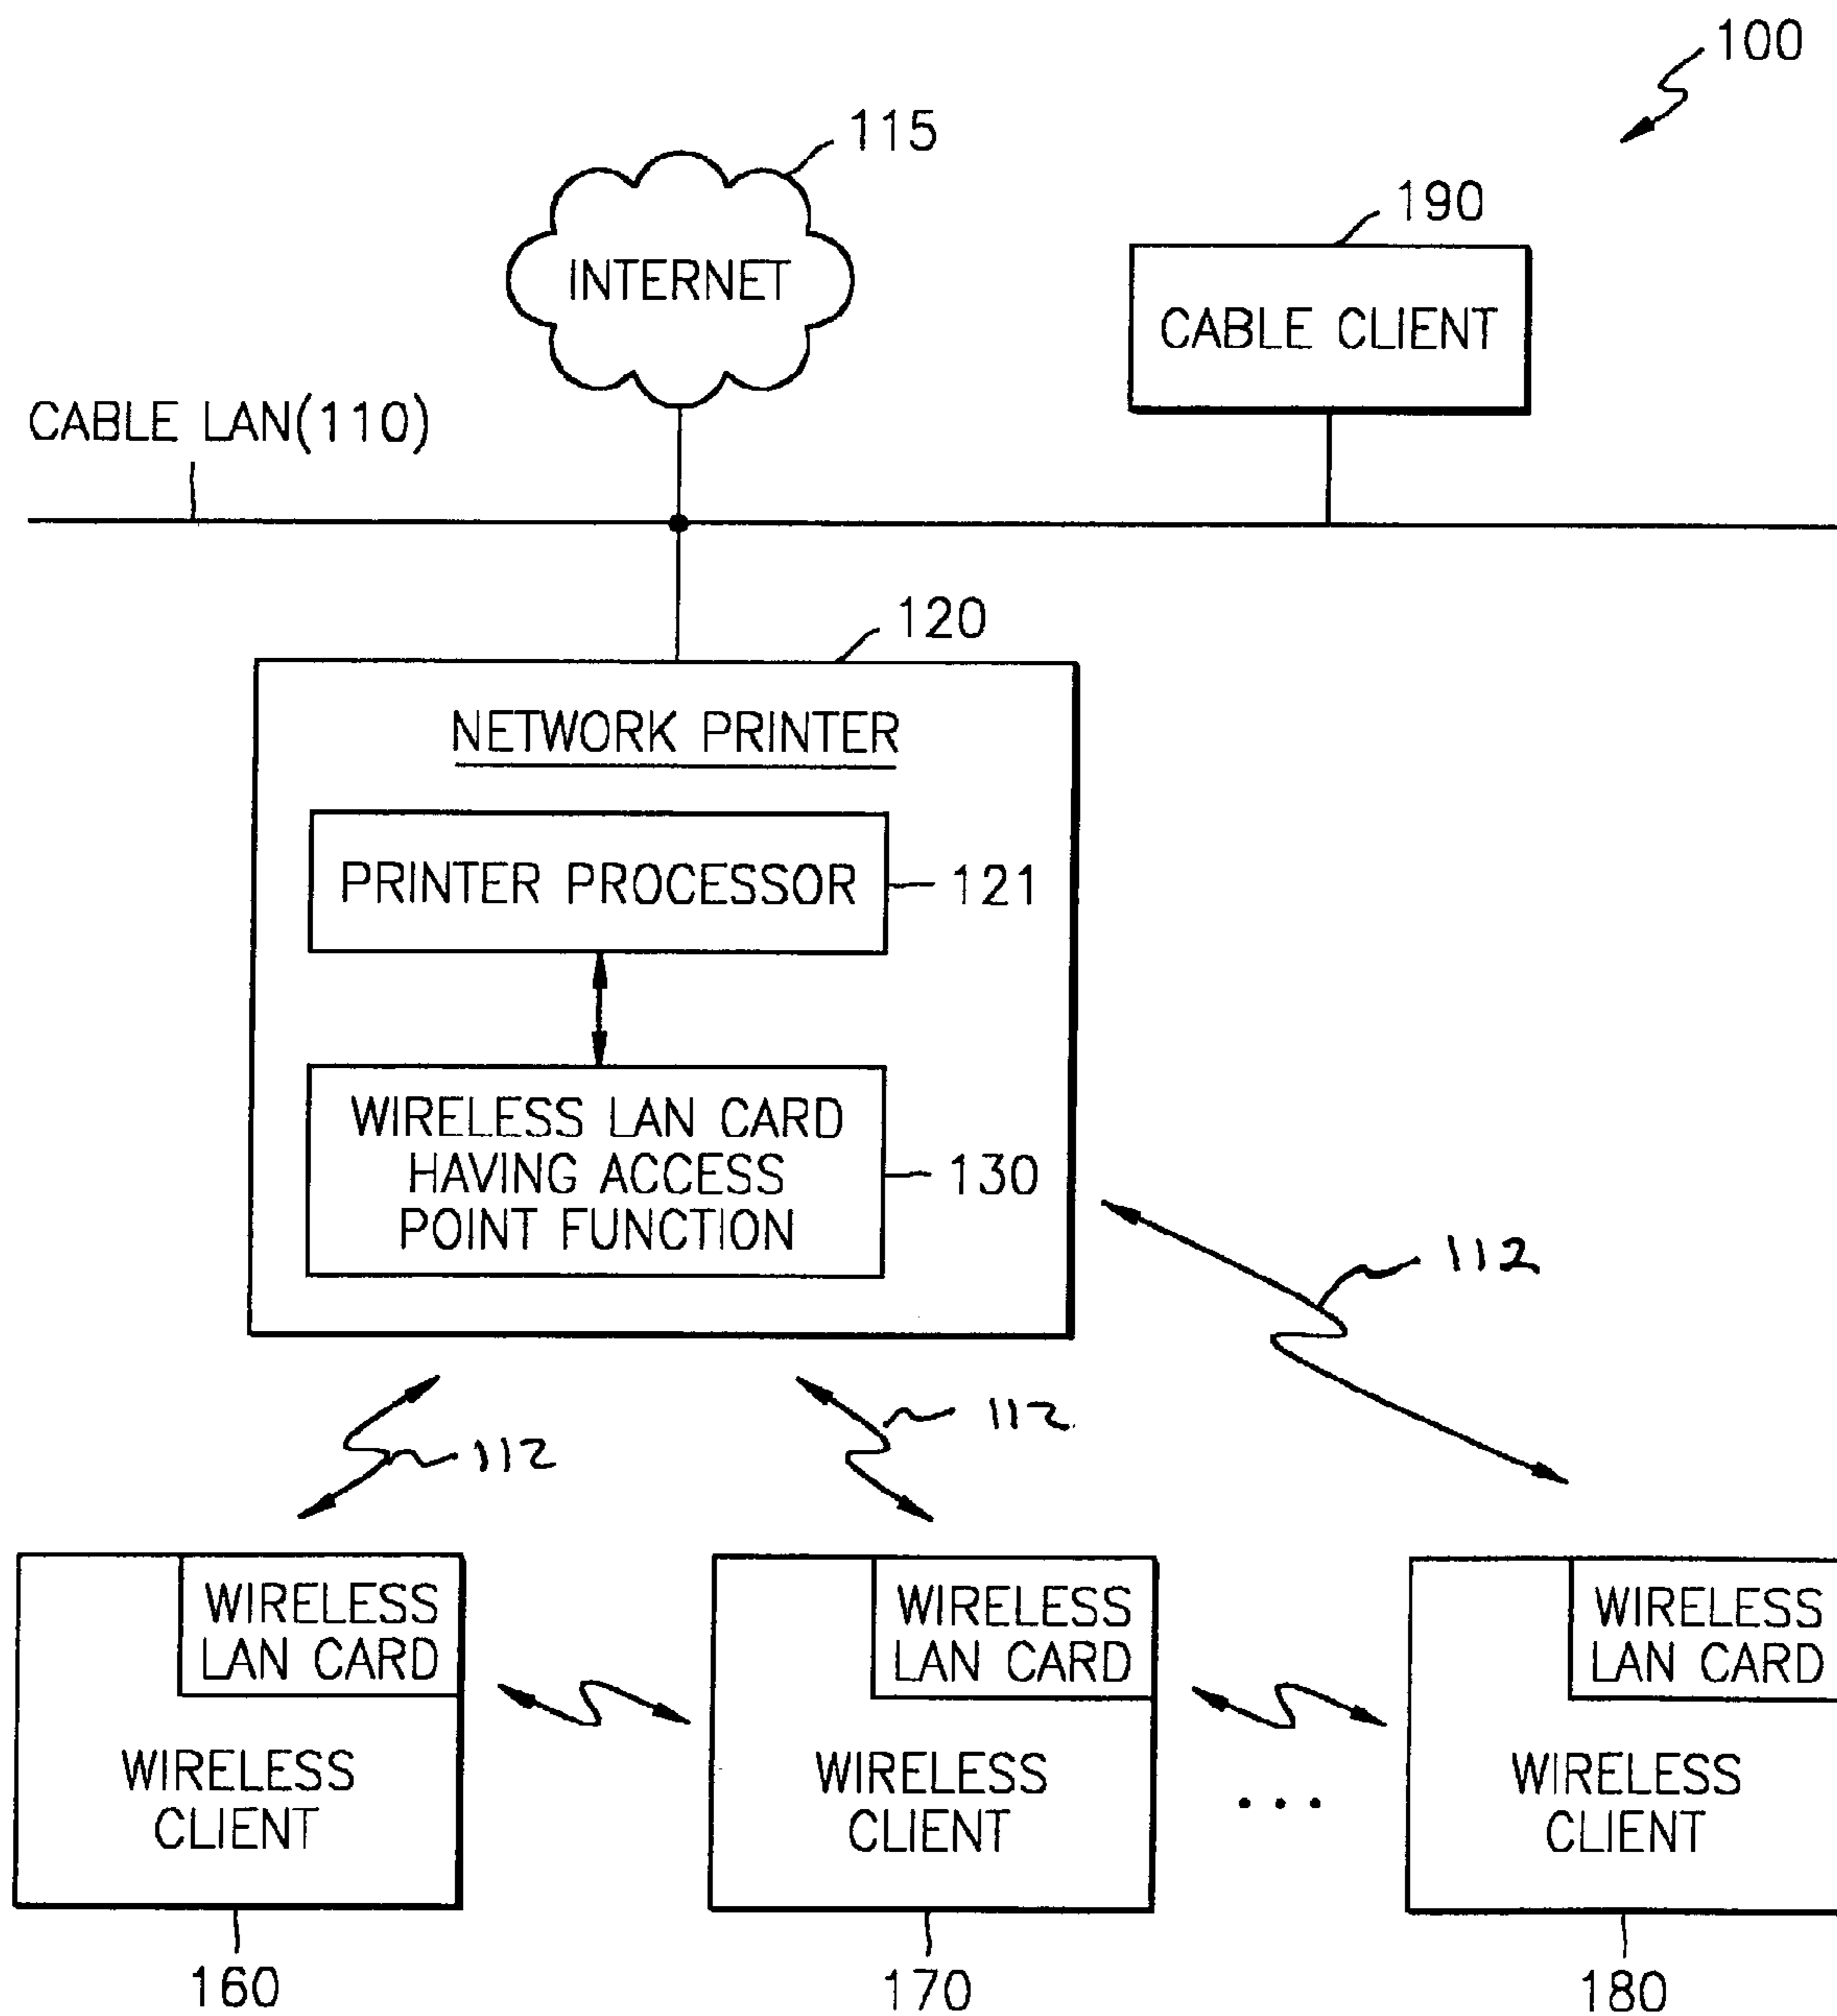 100
115
190
INTERNET
CABLE CLIENT
CABLE LAN(110)
120
NETWORK PRINTER
PRINTER PROCESSOR
121
WIRELESS LAN CARD
HAVING ACCESS
POINT FUNCTION
130
112
112
112
WIRELESS
LAN CARD
WIRELESS
CLIENT
160
WIRELESS
LAN CARD
WIRELESS
CLIENT
170
...
WIRELESS
LAN CARD
WIRELESS
CLIENT
180